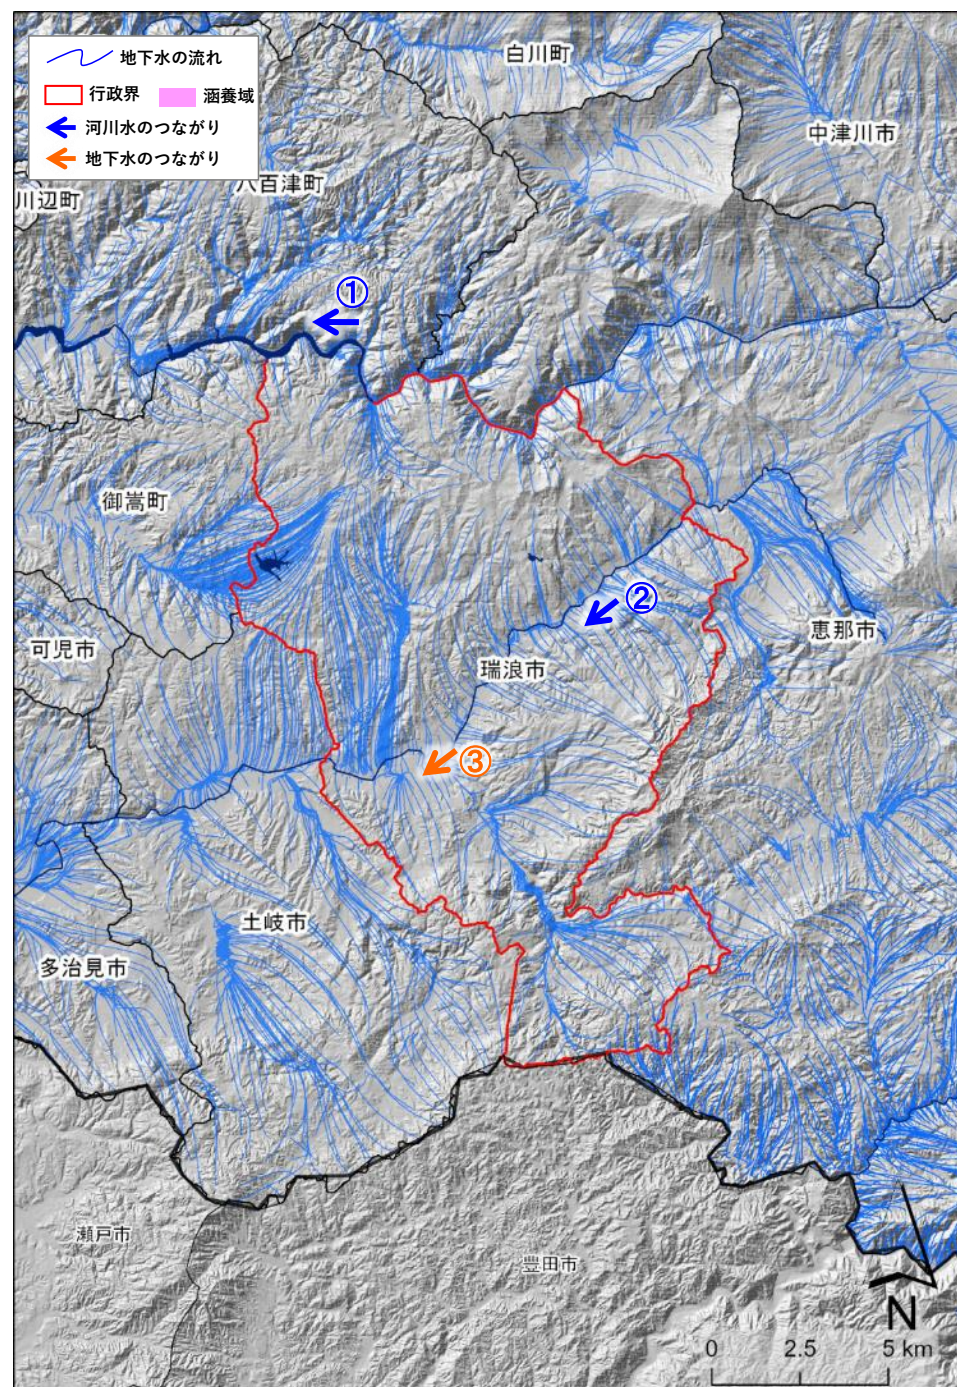 地下水の流れ
行政界 涵養域
河川水のつながり
地下水のつながり
白川町
中津川市
八百津町
川辺町
①
御嵩町
②
恵那市
可児市
瑞浪市
③
土岐市
多治見市
瀬戸市
豊田市
N
0 2.5 5 km